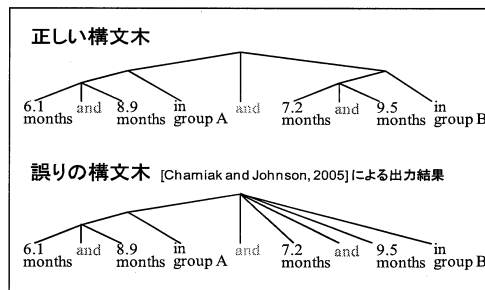 正しい構文木
6.1 and 8.9 in and 7.2 and 9.5 in
months months group A months months group B
誤りの構文木 [Charniak and Johnson, 2005] による出力結果
6.1 and 8.9 in and 7.2 and 9.5 in
months months group A months months group B